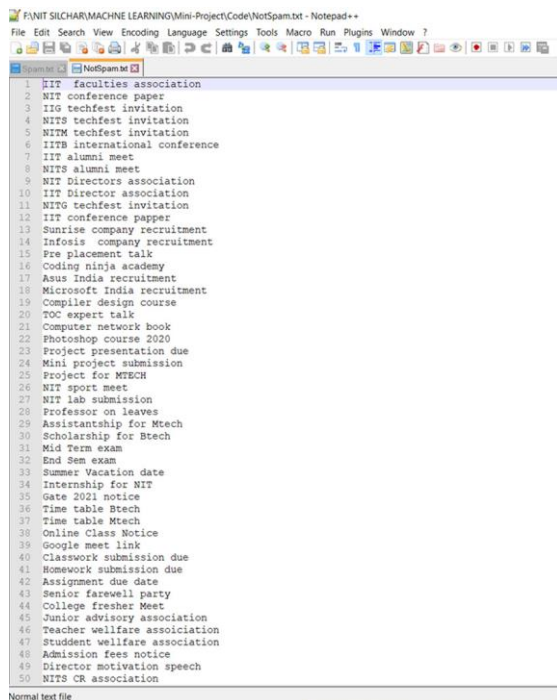 F:\NIT SILCHAR\MACHNE LEARNING\Mini-Project\Code\NotSpam.txt - Notepad++
File Edit Search View Encoding Language Settings Tools Macro Run Plugins Window ?
Spam.txt NotSpam.txt
1 IIT  faculties association
2 NIT conference paper
3 IIG techfest invitation
4 NITS techfest invitation
5 NITM techfest invitation
6 IITB international conference
7 IIT alumni meet
8 NITS alumni meet
9 NIT Directors association
10 IIT Director association
11 NITG techfest invitation
12 IIT conference papper
13 Sunrise company recruitment
14 Infosis  company recruitment
15 Pre placement talk
16 Coding ninja academy
17 Asus India recruitment
18 Microsoft India recruitment
19 Compiler design course
20 TOC expert talk
21 Computer network book
22 Photoshop course 2020
23 Project presentation due
24 Mini project submission
25 Project for MTECH
26 NIT sport meet
27 NIT lab submission
28 Professor on leaves
29 Assistantship for Mtech
30 Scholarship for Btech
31 Mid Term exam
32 End Sem exam
33 Summer Vacation date
34 Internship for NIT
35 Gate 2021 notice
36 Time table Btech
37 Time table Mtech
38 Online Class Notice
39 Google meet link
40 Classwork submission due
41 Homework submission due
42 Assignment due date
43 Senior farewell party
44 College fresher Meet
45 Junior advisory association
46 Teacher wellfare assoiciation
47 Studdent wellfare association
48 Admission fees notice
49 Director motivation speech
50 NITS CR association
Normal text file